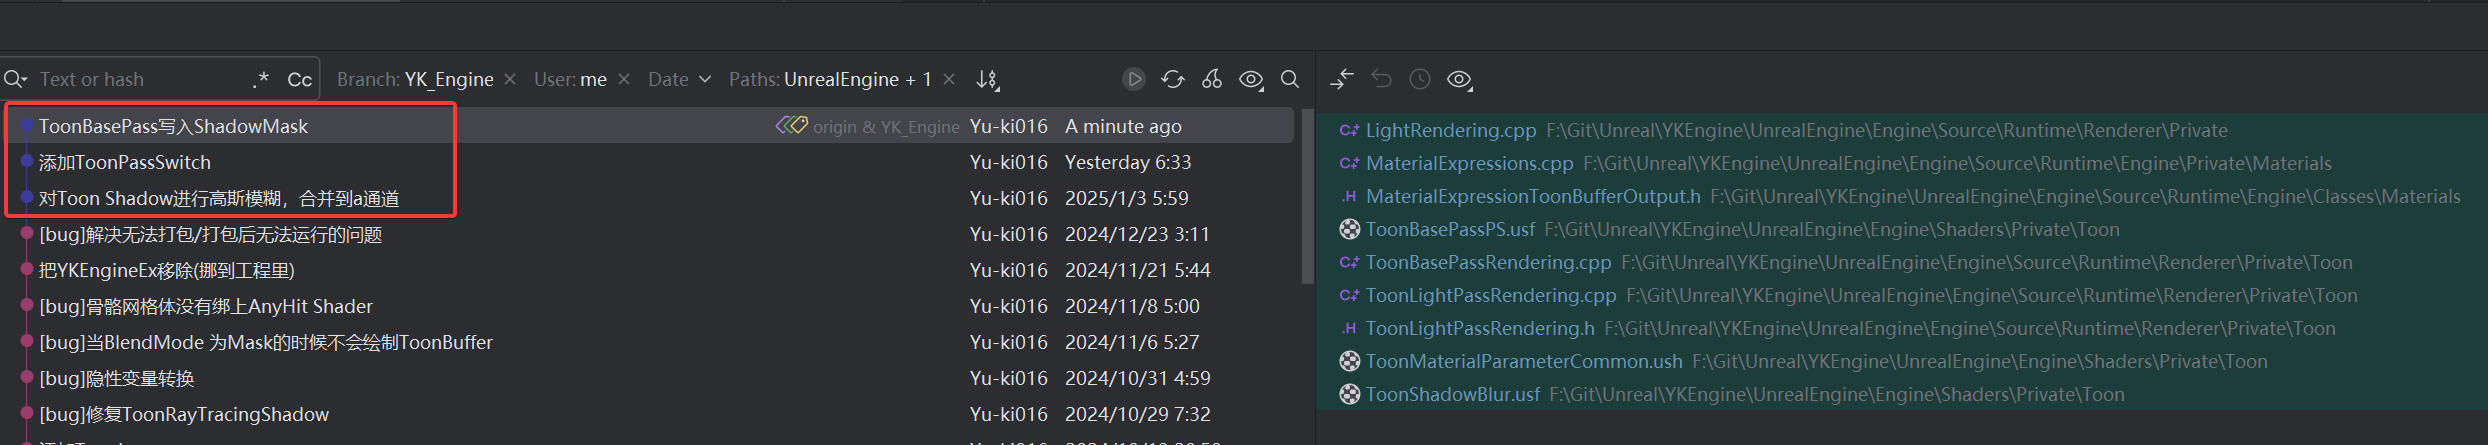 Text or hash .* Cc Branch: YK_Engine × User: me × Date Paths: UnrealEngine + 1 ×
ToonBasePass写入ShadowMask origin & YK_Engine Yu-ki016 A minute ago
添加ToonPassSwitch Yu-ki016 Yesterday 6:33
对Toon Shadow进行高斯模糊，合并到a通道 Yu-ki016 2025/1/3 5:59
[bug]解决无法打包/打包后无法运行的问题 Yu-ki016 2024/12/23 3:11
把YKEngineEx移除(挪到工程里) Yu-ki016 2024/11/21 5:44
[bug]骨骼网格体没有绑上AnyHit Shader Yu-ki016 2024/11/8 5:00
[bug]当BlendMode 为Mask的时候不会绘制ToonBuffer Yu-ki016 2024/11/6 5:27
[bug]隐性变量转换 Yu-ki016 2024/10/31 4:59
[bug]修复ToonRayTracingShadow Yu-ki016 2024/10/29 7:32
LightRendering.cpp F:\Git\Unreal\YKEngine\UnrealEngine\Engine\Source\Runtime\Renderer\Private
MaterialExpressions.cpp F:\Git\Unreal\YKEngine\UnrealEngine\Engine\Source\Runtime\Engine\Private\Materials
.H MaterialExpressionToonBufferOutput.h F:\Git\Unreal\YKEngine\UnrealEngine\Engine\Source\Runtime\Engine\Classes\Materials
ToonBasePassPS.usf F:\Git\Unreal\YKEngine\UnrealEngine\Engine\Shaders\Private\Toon
ToonBasePassRendering.cpp F:\Git\Unreal\YKEngine\UnrealEngine\Engine\Source\Runtime\Renderer\Private\Toon
ToonLightPassRendering.cpp F:\Git\Unreal\YKEngine\UnrealEngine\Engine\Source\Runtime\Renderer\Private\Toon
.H ToonLightPassRendering.h F:\Git\Unreal\YKEngine\UnrealEngine\Engine\Source\Runtime\Renderer\Private\Toon
ToonMaterialParameterCommon.ush F:\Git\Unreal\YKEngine\UnrealEngine\Engine\Shaders\Private\Toon
ToonShadowBlur.usf F:\Git\Unreal\YKEngine\UnrealEngine\Engine\Shaders\Private\Toon